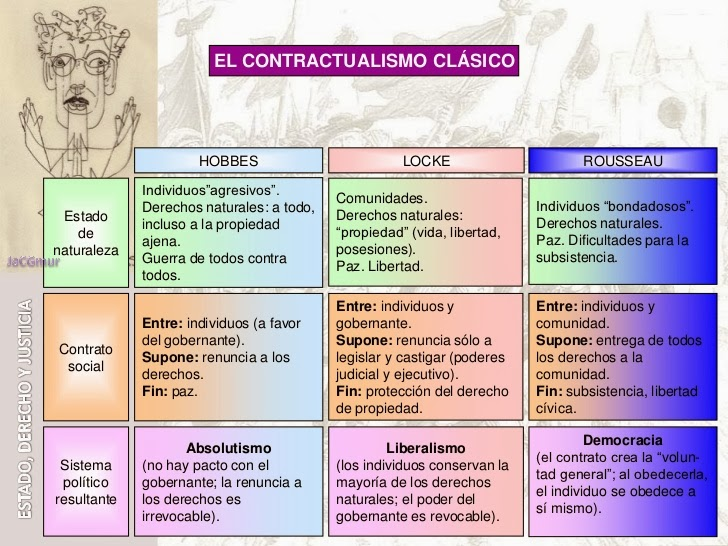 EL CONTRACTUALISMO CLÁSICO
HOBBES
LOCKE
ROUSSEAU
Estado
de
naturaleza
Individuos”agresivos”.
Derechos naturales: a todo,
incluso a la propiedad
ajena.
Guerra de todos contra
todos.
Comunidades.
Derechos naturales:
“propiedad” (vida, libertad,
posesiones).
Paz. Libertad.
Individuos “bondadosos”.
Derechos naturales.
Paz. Dificultades para la
subsistencia.
Contrato
social
Entre: individuos (a favor
del gobernante).
Supone: renuncia a los
derechos.
Fin: paz.
Entre: individuos y
gobernante.
Supone: renuncia sólo a
legislar y castigar (poderes
judicial y ejecutivo).
Fin: protección del derecho
de propiedad.
Entre: individuos y
comunidad.
Supone: entrega de todos
los derechos a la
comunidad.
Fin: subsistencia, libertad
cívica.
Sistema
político
resultante
Absolutismo
(no hay pacto con el
gobernante; la renuncia a
los derechos es
irrevocable).
Liberalismo
(los individuos conservan la
mayoría de los derechos
naturales; el poder del
gobernante es revocable).
Democracia
(el contrato crea la “volun-
tad general”; al obedecerla,
el individuo se obedece a
sí mismo).
JaCGmur
ESTADO, DERECHO Y JUSTICIA